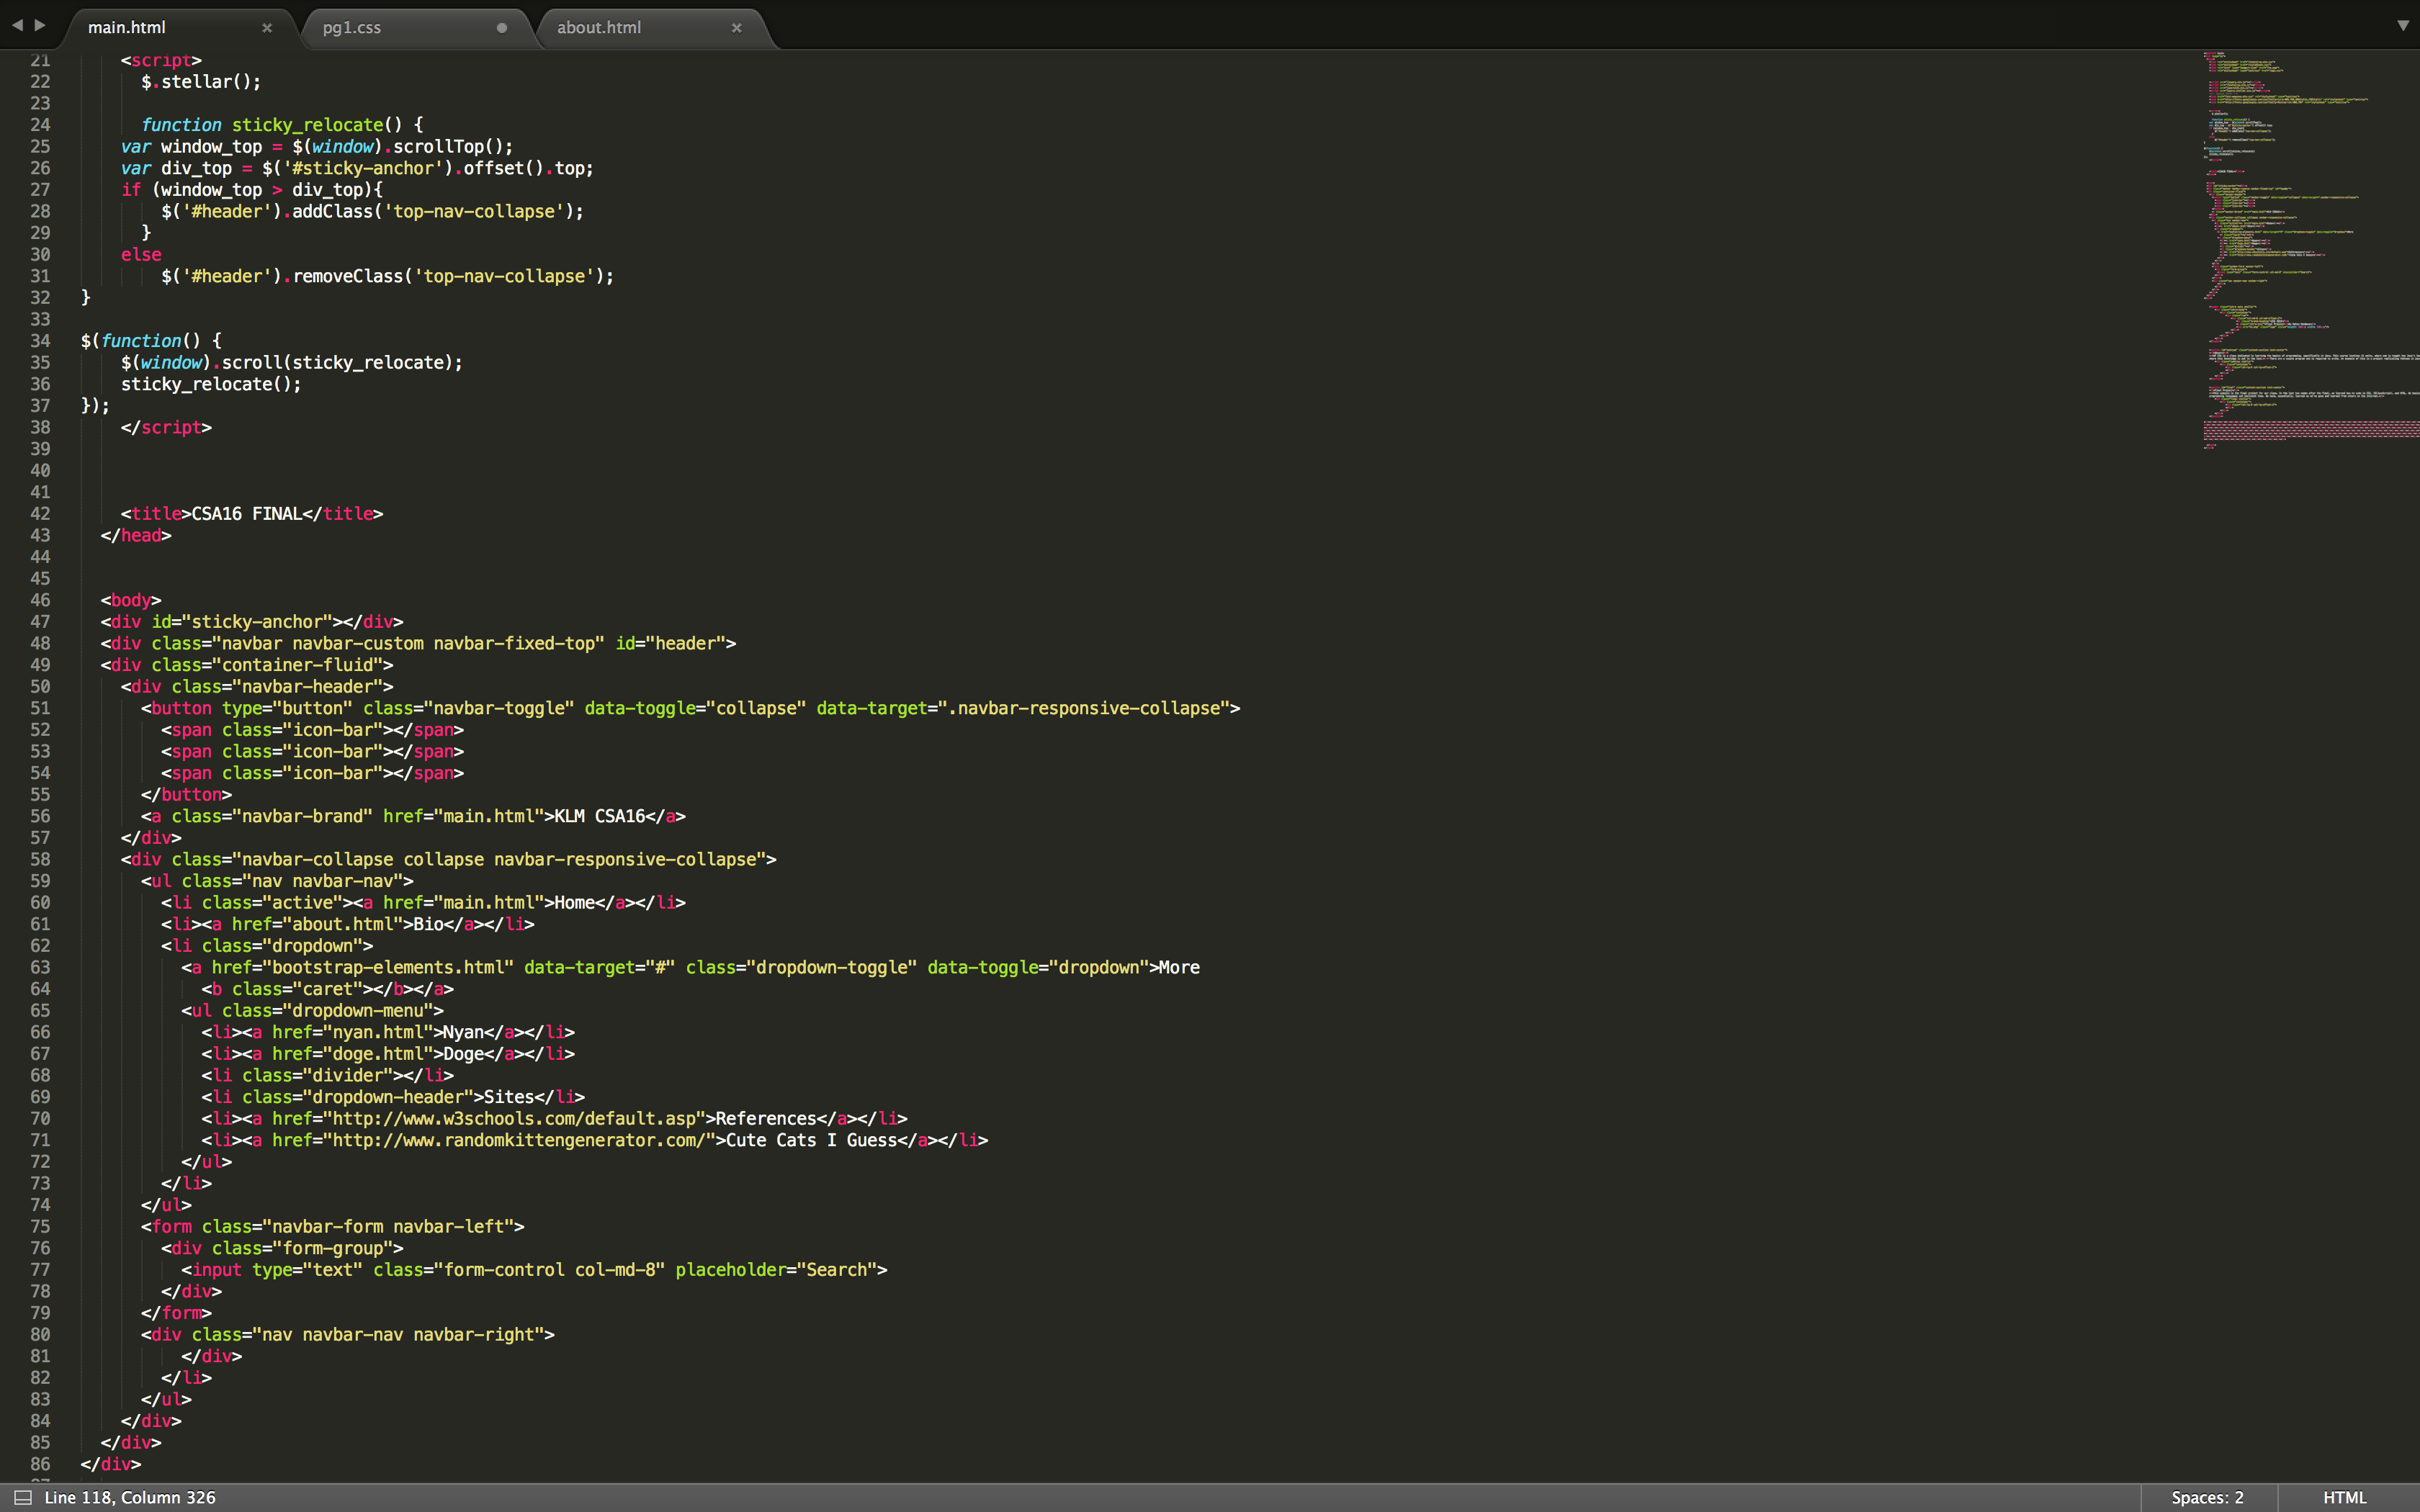 main.html × pg1.css about.html ×
21 <script>
22 $.stellar();
23
24 function sticky_relocate() {
25 var window_top = $(window).scrollTop();
26 var div_top = $('#sticky-anchor').offset().top;
27 if (window_top > div_top){
28 $('#header').addClass('top-nav-collapse');
29 }
30 else
31 $('#header').removeClass('top-nav-collapse');
32 }
33
34 $(function() {
35 $(window).scroll(sticky_relocate);
36 sticky_relocate();
37 });
38 </script>
39
40
41
42 <title>CSA16 FINAL</title>
43 </head>
44
45
46 <body>
47 <div id="sticky-anchor"></div>
48 <div class="navbar navbar-custom navbar-fixed-top" id="header">
49 <div class="container-fluid">
50 <div class="navbar-header">
51 <button type="button" class="navbar-toggle" data-toggle="collapse" data-target=".navbar-responsive-collapse">
52 <span class="icon-bar"></span>
53 <span class="icon-bar"></span>
54 <span class="icon-bar"></span>
55 </button>
56 <a class="navbar-brand" href="main.html">KLM CSA16</a>
57 </div>
58 <div class="navbar-collapse collapse navbar-responsive-collapse">
59 <ul class="nav navbar-nav">
60 <li class="active"><a href="main.html">Home</a></li>
61 <li><a href="about.html">Bio</a></li>
62 <li class="dropdown">
63 <a href="bootstrap-elements.html" data-target="#" class="dropdown-toggle" data-toggle="dropdown">More
64 <b class="caret"></b></a>
65 <ul class="dropdown-menu">
66 <li><a href="nyan.html">Nyan</a></li>
67 <li><a href="doge.html">Doge</a></li>
68 <li class="divider"></li>
69 <li class="dropdown-header">Sites</li>
70 <li><a href="http://www.w3schools.com/default.asp">References</a></li>
71 <li><a href="http://www.randomkittengenerator.com/">Cute Cats I Guess</a></li>
72 </ul>
73 </li>
74 </ul>
75 <form class="navbar-form navbar-left">
76 <div class="form-group">
77 <input type="text" class="form-control col-md-8" placeholder="Search">
78 </div>
79 </form>
80 <div class="nav navbar-nav navbar-right">
81 </div>
82 </li>
83 </ul>
84 </div>
85 </div>
86 </div>
Line 118, Column 326 Spaces: 2 HTML